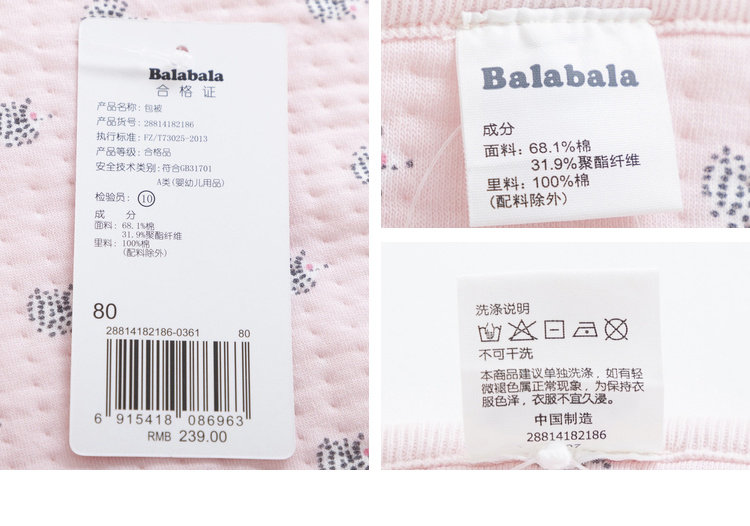 Balabala
合格证
产品名称: 包被
产品货号: 28814182186
执行标准: FZ/T73025-2013
产品等级: 合格品
安全技术类别: 符合GB31701
A类(婴幼儿用品)
检验员: 10
成 分
面料: 68.1%棉
31.9%聚酯纤维
里料: 100%棉
(配料除外)
80
28814182186-0361 80
6 915418 086963
RMB 239.00
Balabala
成分
面料: 68.1%棉
31.9%聚酯纤维
里料: 100%棉
(配料除外)
洗涤说明
不可干洗
本商品建议单独洗涤, 如有轻
微褪色属正常现象, 为保持衣
服色泽, 衣服不宜久浸。
中国制造
28814182186